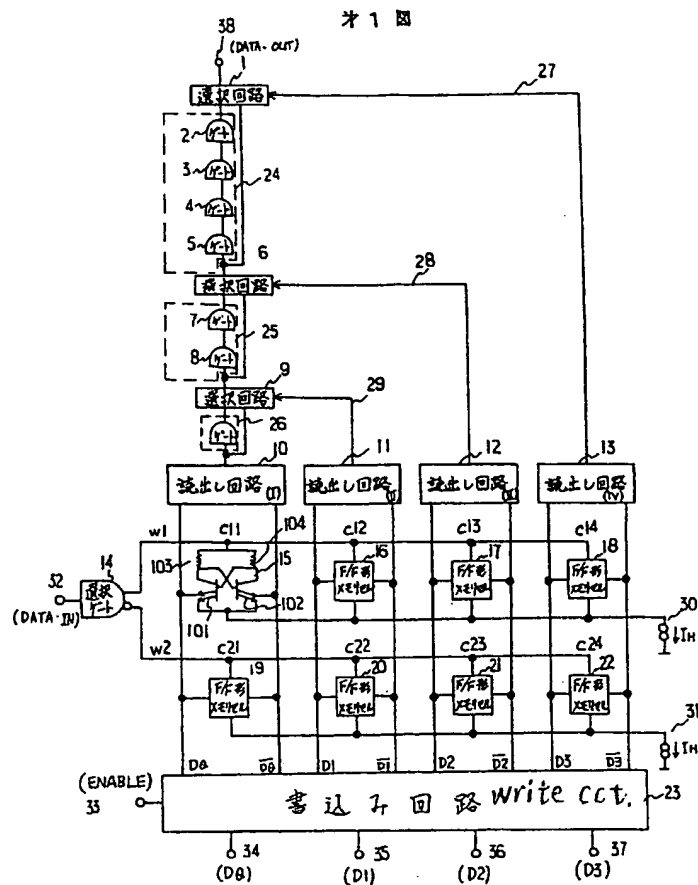 才1図
38
(DATA-OUT)
1
27
選択回路
2
ゲート
3
ゲート
24
4
ゲート
5
ゲート
6
28
選択回路
7
ゲート
25
8
ゲート
9
選択回路
29
26
ゲート
10
11
12
13
読出し回路
(I)
読出し回路
読出し回路
読出し回路
(IV)
104
W1
C11
C12
C13
C14
14
103
15
16
17
18
32
選択ゲート
F/F形メモリセル
F/F形メモリセル
F/F形メモリセル
30
(DATA-IN)
101
102
IH
W2
C21
C22
C23
C24
19
20
21
22
F/F形メモリセル
F/F形メモリセル
F/F形メモリセル
F/F形メモリセル
31
IH
DØ
D̅Ø̅
D1
D̅1̅
D2
D̅2̅
D3
D̅3̅
(ENABLE)
33
書込み回路 write cct.
23
34
35
36
37
(DØ)
(D1)
(D2)
(D3)